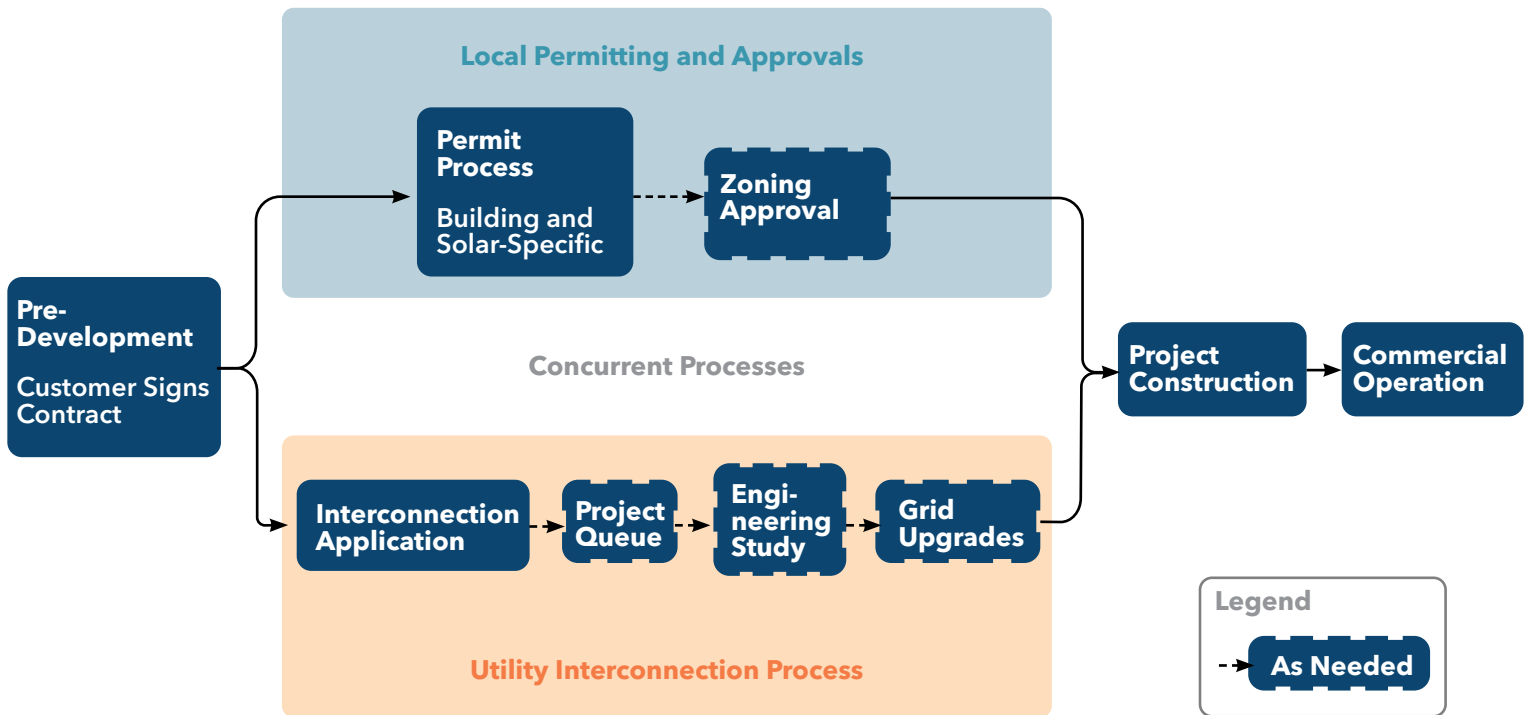 Local Permitting and Approvals
Permit
Process
Building and
Solar-Specific
Zoning
Approval
Pre-
Development
Customer Signs
Contract
Concurrent Processes
Project
Construction
Commercial
Operation
Interconnection
Application
Project
Queue
Engi-
neering
Study
Grid
Upgrades
Utility Interconnection Process
Legend
As Needed